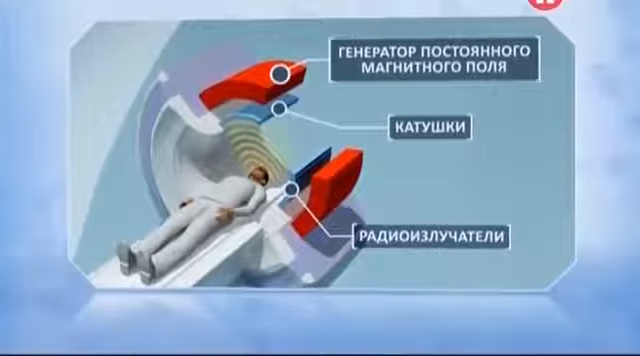 ГЕНЕРАТОР ПОСТОЯННОГО
МАГНИТНОГО ПОЛЯ
КАТУШКИ
РАДИОИЗЛУЧАТЕЛИ